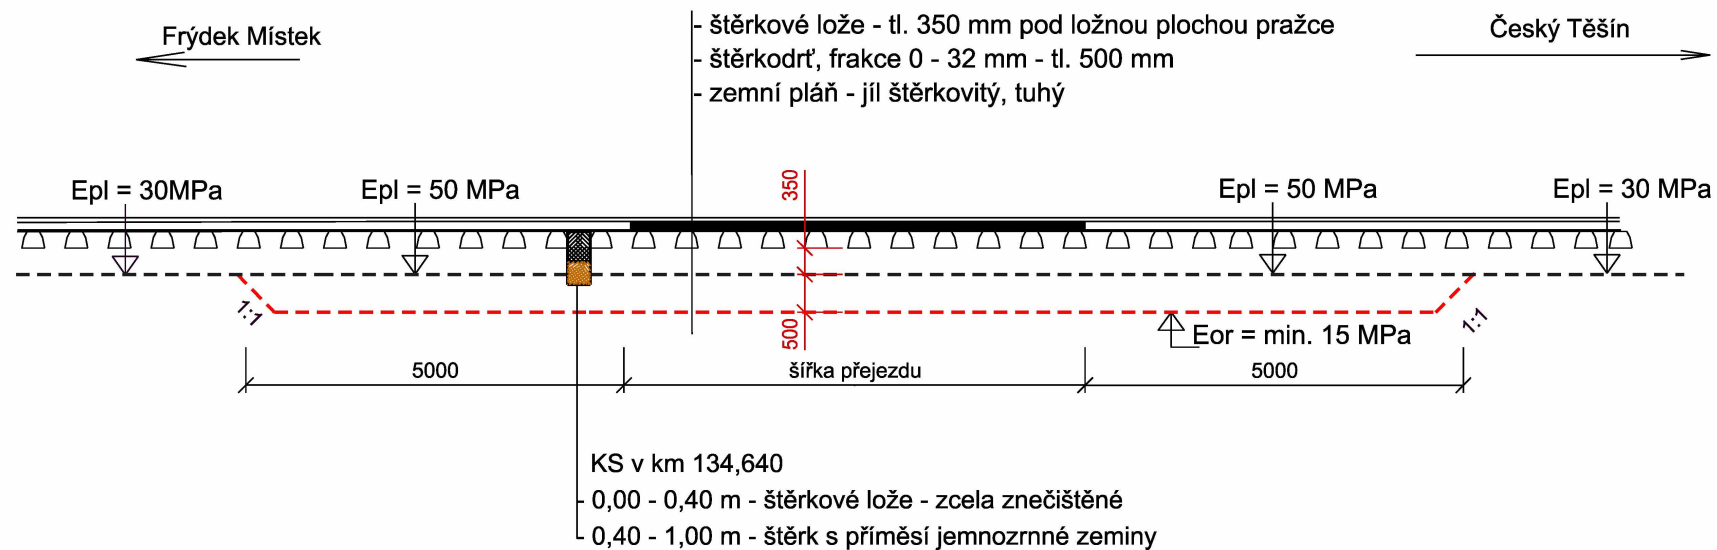 Frýdek Místek
- štěrkové lože - tl. 350 mm pod ložnou plochou pražce
- štěrkodrť, frakce 0 - 32 mm - tl. 500 mm
- zemní pláň - jíl štěrkovitý, tuhý
Český Těšín
Epl = 30MPa
Epl = 50 MPa
350
Epl = 50 MPa
Epl = 30 MPa
1:1
500
Eor = min. 15 MPa
1:1
5000
šířka přejezdu
5000
KS v km 134,640
- 0,00 - 0,40 m - štěrkové lože - zcela znečištěné
- 0,40 - 1,00 m - štěrk s příměsí jemnozrnné zeminy